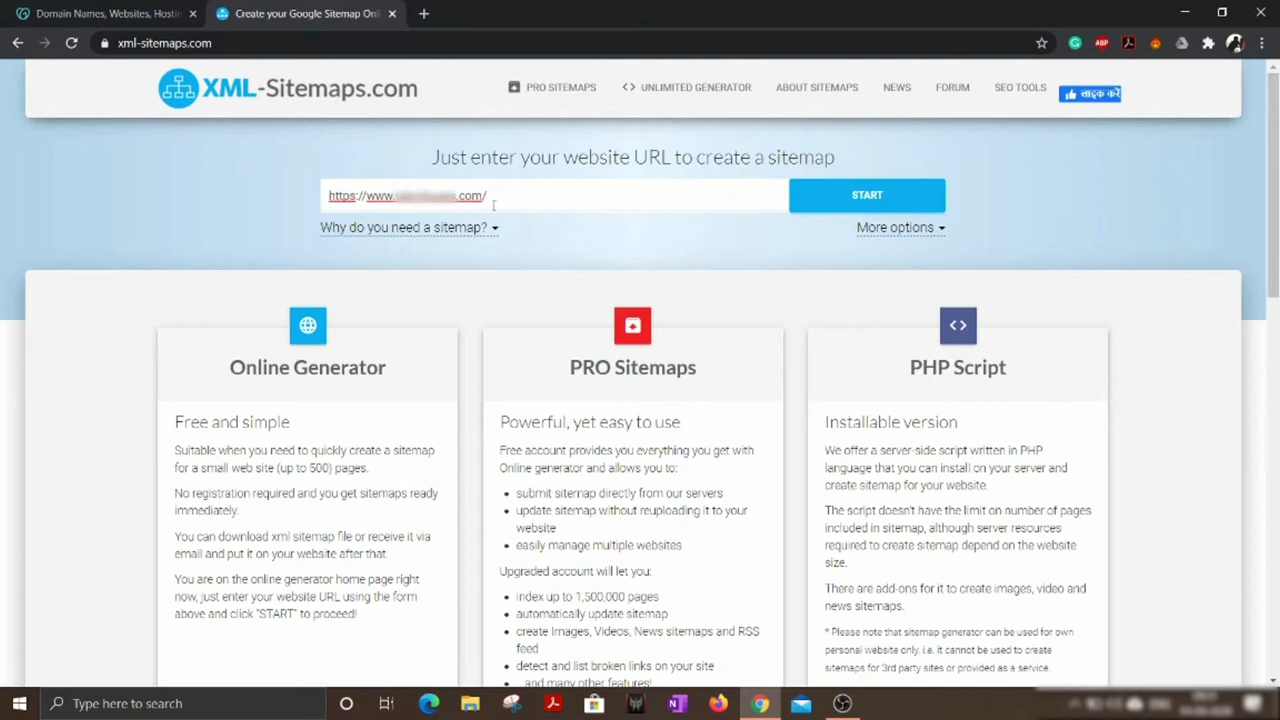 Domain Names, Websites, Hostin
Create your Google Sitemap Onl
xml-sitemaps.com
ABP
XML-Sitemaps.com
PRO SITEMAPS
UNLIMITED GENERATOR
ABOUT SITEMAPS
NEWS
FORUM
SEO TOOLS
लाइक करें
Just enter your website URL to create a sitemap
https://www. .com/
START
Why do you need a sitemap?
More options
Online Generator
Free and simple
Suitable when you need to quickly create a sitemap
for a small web site (up to 500) pages.
No registration required and you get sitemaps ready
immediately.
You can download xml sitemap file or receive it via
email and put it on your website after that.
You are on the online generator home page right
now, just enter your website URL using the form
above and click "START" to proceed!
PRO Sitemaps
Powerful, yet easy to use
Free account provides you everything you get with
Online generator and allows you to:
submit sitemap directly from our servers
update sitemap without reuploading it to your
website
easily manage multiple websites
Upgraded account will let you:
index up to 1,500,000 pages
automatically update sitemap
create Images, Videos, News sitemaps and RSS
feed
detect and list broken links on your site
...and many other features!
PHP Script
Installable version
We offer a server-side script written in PHP
language that you can install on your server and
create sitemap for your website.
The script doesn't have the limit on number of pages
included in sitemap, although server resources
required to create sitemap depend on the website
size.
There are add-ons for it to create images, video and
news sitemaps.
* Please note that sitemap generator can be used for own
personal website only, i.e. it cannot be used to create
sitemaps for 3rd party sites or provided as a service.
Type here to search